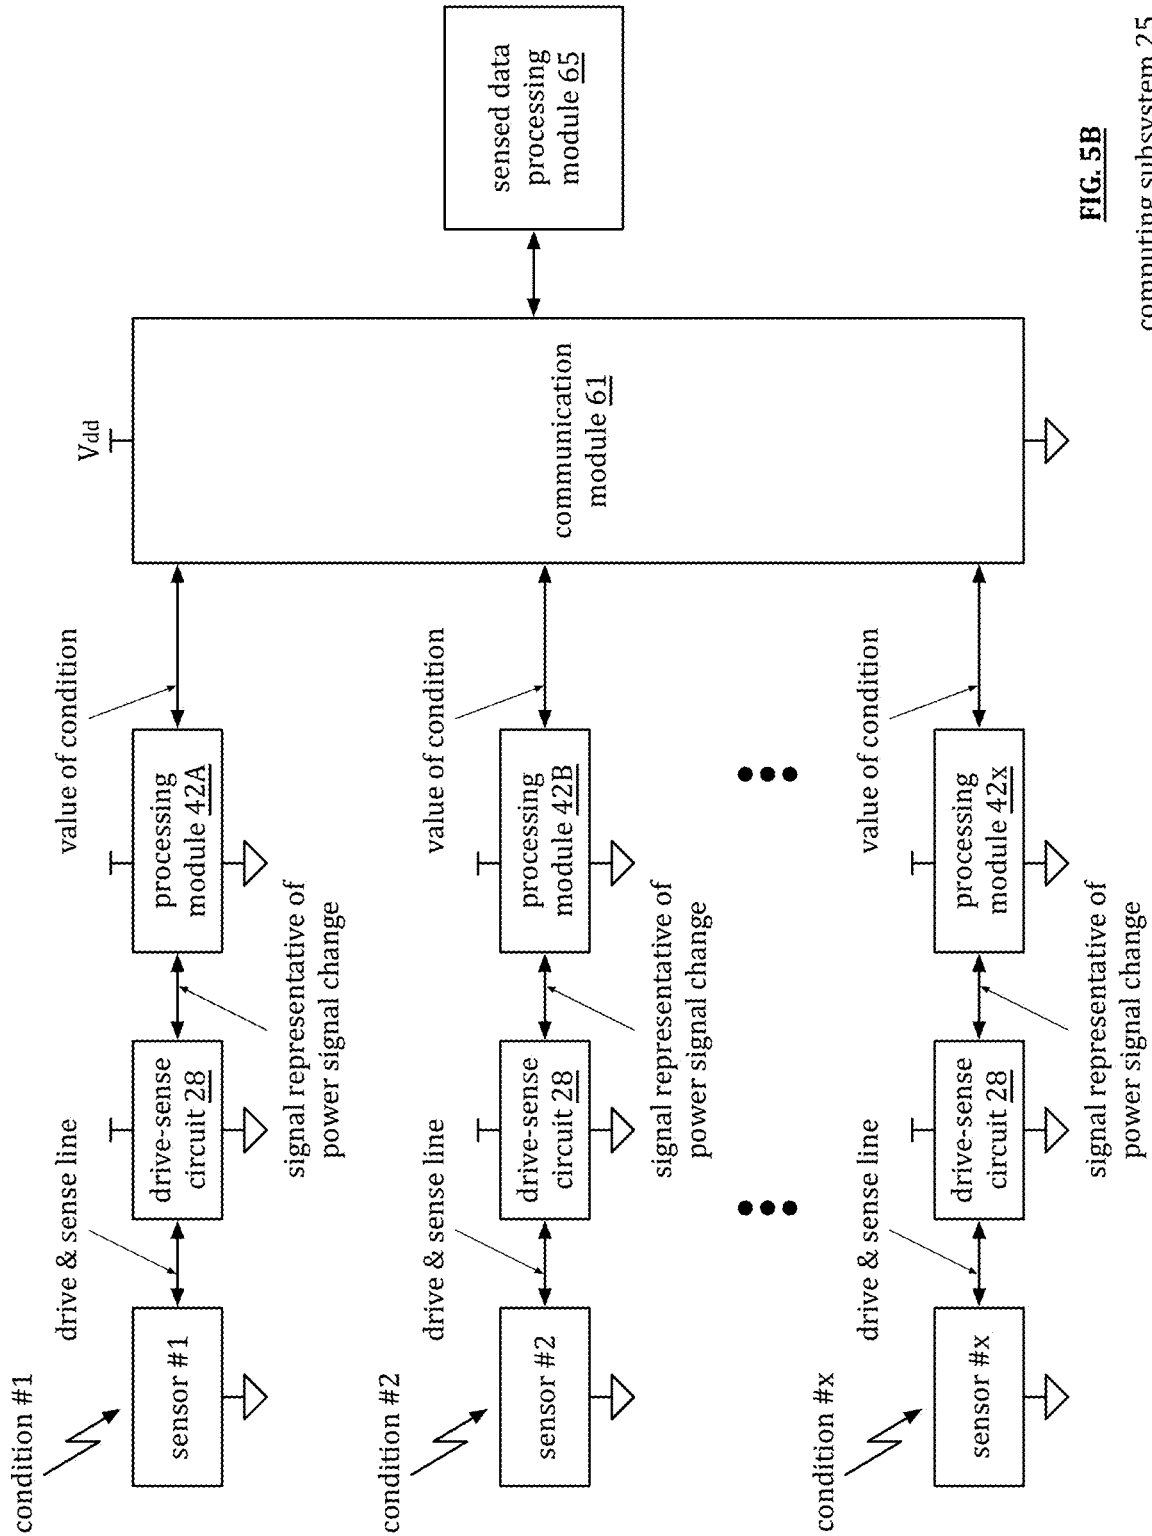 condition #1
sensor #1
drive & sense line
drive-sense
circuit 28
signal representative of
power signal change
processing
module 42A
value of condition
condition #2
sensor #2
drive & sense line
drive-sense
circuit 28
signal representative of
power signal change
processing
module 42B
value of condition
condition #x
sensor #x
drive & sense line
drive-sense
circuit 28
signal representative of
power signal change
processing
module 42x
value of condition
Vdd
communication
module 61
sensed data
processing
module 65
FIG. 5B
computing subsystem 25